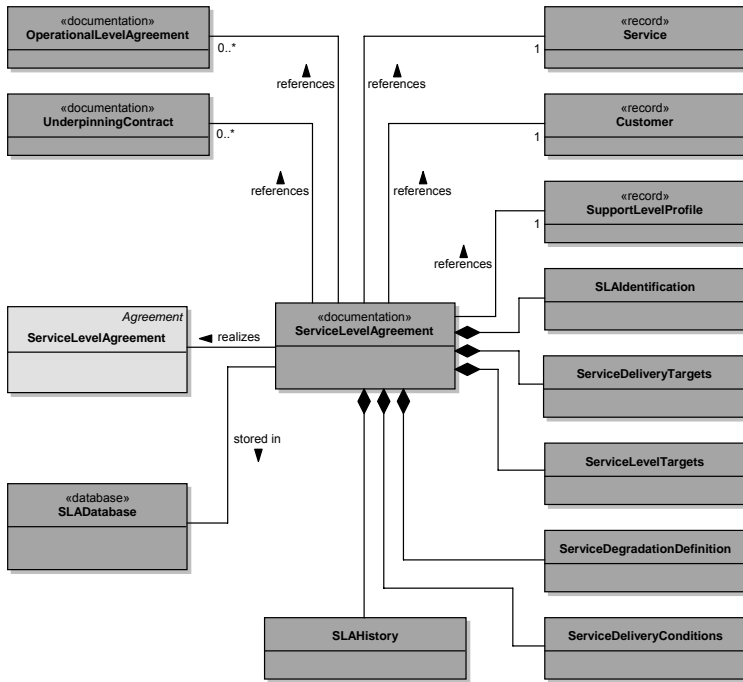 «documentation»
OperationalLevelAgreement
0..*
references
«record»
Service
1
references
«documentation»
UnderpinningContract
0..*
references
«record»
Customer
1
references
«record»
SupportLevelProfile
1
references
SLAIdentification
Agreement
ServiceLevelAgreement
realizes
«documentation»
ServiceLevelAgreement
ServiceDeliveryTargets
stored in
ServiceLevelTargets
«database»
SLADatabase
ServiceDegradationDefinition
SLAHistory
ServiceDeliveryConditions